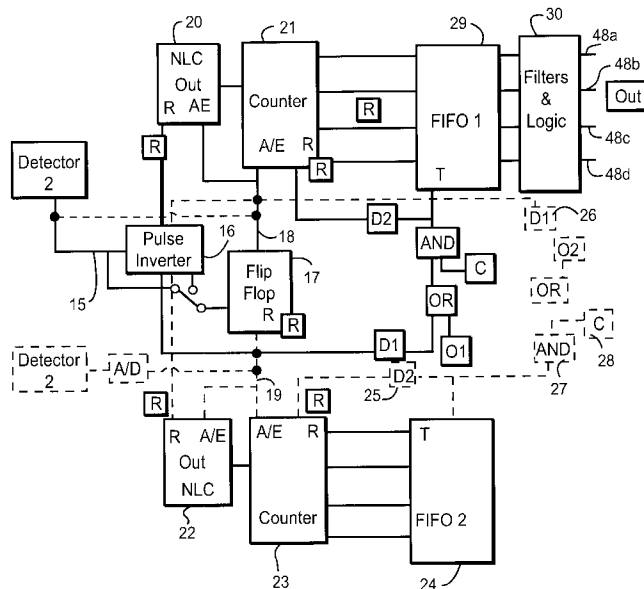 20
21
29
30
48a
NLC
Out
R AE
Counter
A/E R
R
FIFO 1
T
Filters
&
Logic
48b
Out
48c
48d
R
R
Detector
2
Pulse
Inverter
16
18
17
15
Flip
Flop
R
R
D2
AND
C
OR
D1
O1
D1
26
O2
OR
C
28
AND
27
Detector
2
A/D
19
25
D2
R
R
R A/E
Out
NLC
22
A/E R
Counter
23
T
FIFO 2
24